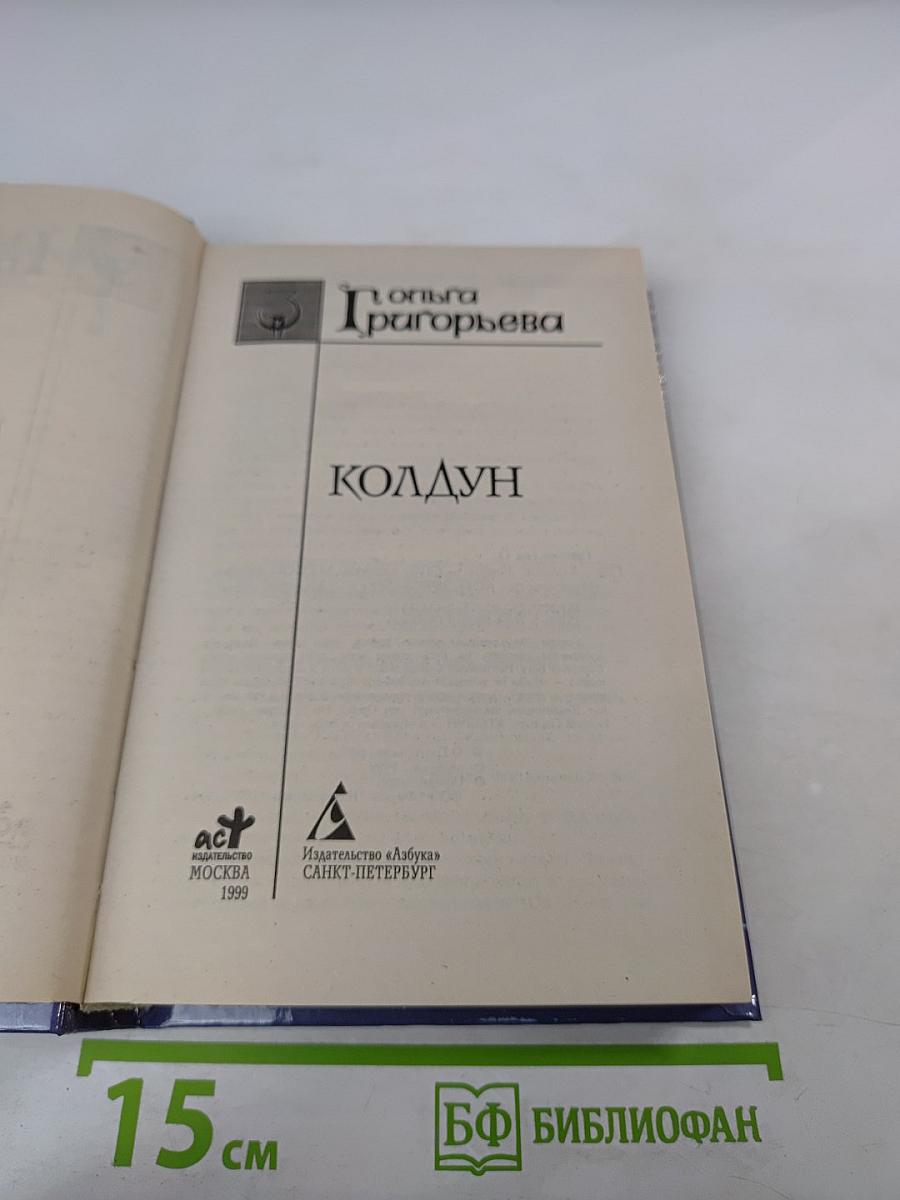 Ольга
Григорьева
КОЛДУН
аст
ИЗДАТЕЛЬСТВО
МОСКВА
1999
Издательство «Азбука»
САНКТ-ПЕТЕРБУРГ
15 см
БФ БИБЛИОФАН